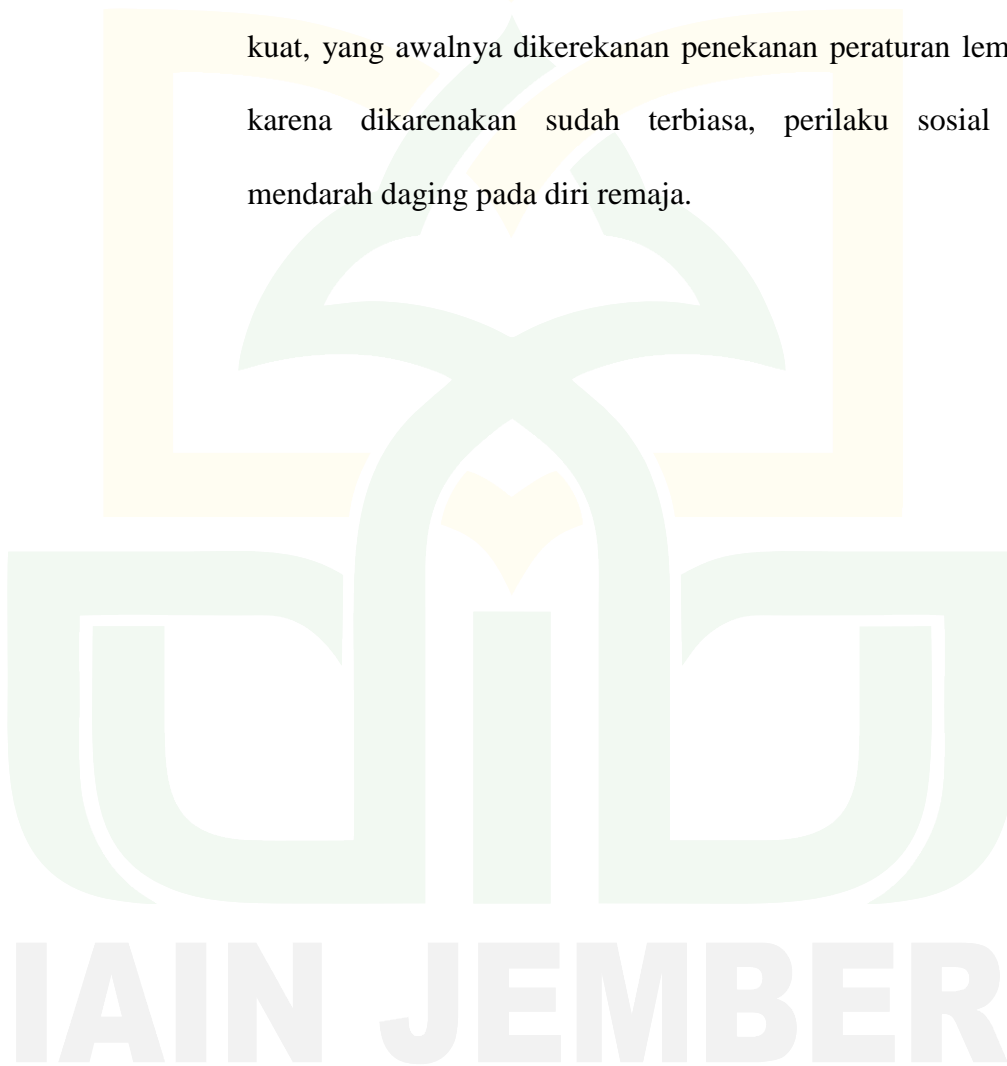 kuat, yang awalnya dikerekanan penekanan peraturan
karena dikarenakan sudah terbiasa, perilaku sosial
mendarah daging pada diri remaja.
IAIN JEMBER